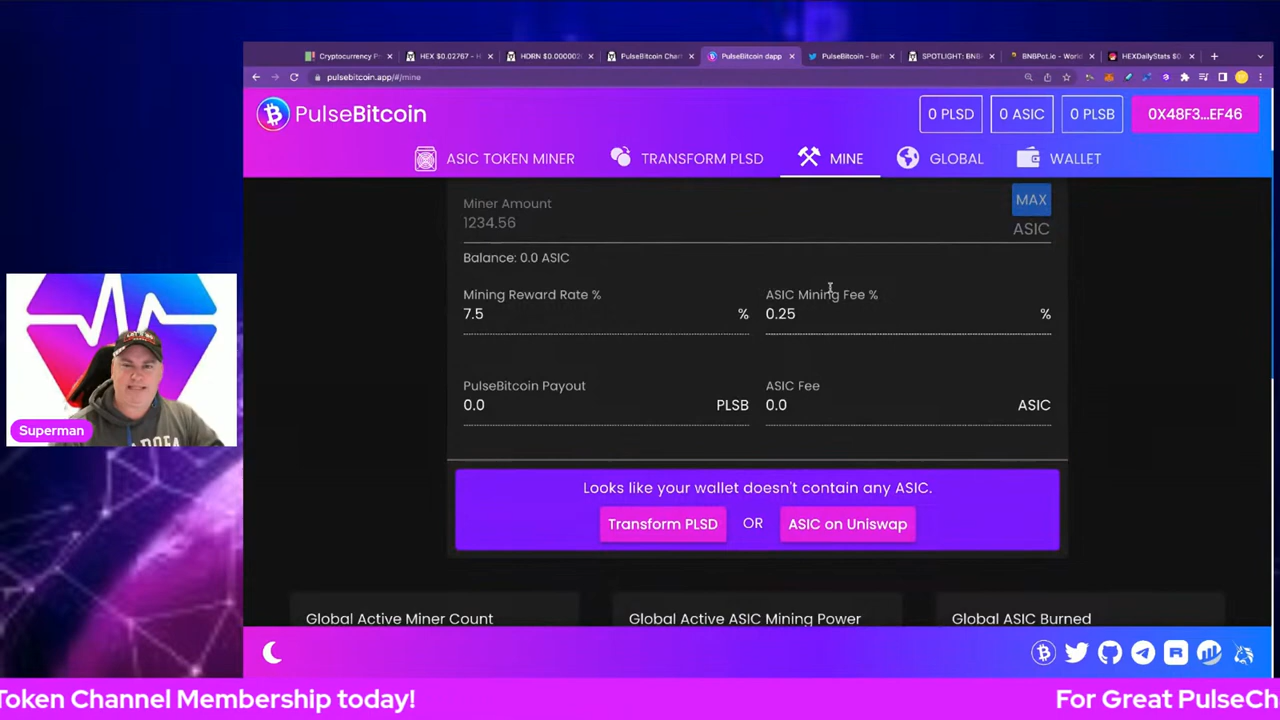 Cryptocurrency P
HEX $0.02767 - H
HDRN $0.0000020
PulseBitcoin Char
PulseBitcoin dapp
PulseBitcoin - Be
SPOTLIGHT: BNB
BNBPot.io - World
HEXDailyStats $0
pulsebitcoin.app/#/mine
PulseBitcoin
0 PLSD
0 ASIC
0 PLSB
0X48F3...EF46
ASIC TOKEN MINER
TRANSFORM PLSD
MINE
GLOBAL
WALLET
Miner Amount
1234.56
MAX
ASIC
Balance: 0.0 ASIC
Mining Reward Rate %
7.5 %
ASIC Mining Fee %
0.25 %
PulseBitcoin Payout
0.0 PLSB
ASIC Fee
0.0 ASIC
Looks like your wallet doesn't contain any ASIC.
Transform PLSD OR ASIC on Uniswap
Global Active Miner Count
Global Active ASIC Mining Power
Global ASIC Burned
Superman
Token Channel Membership today!
For Great PulseCh